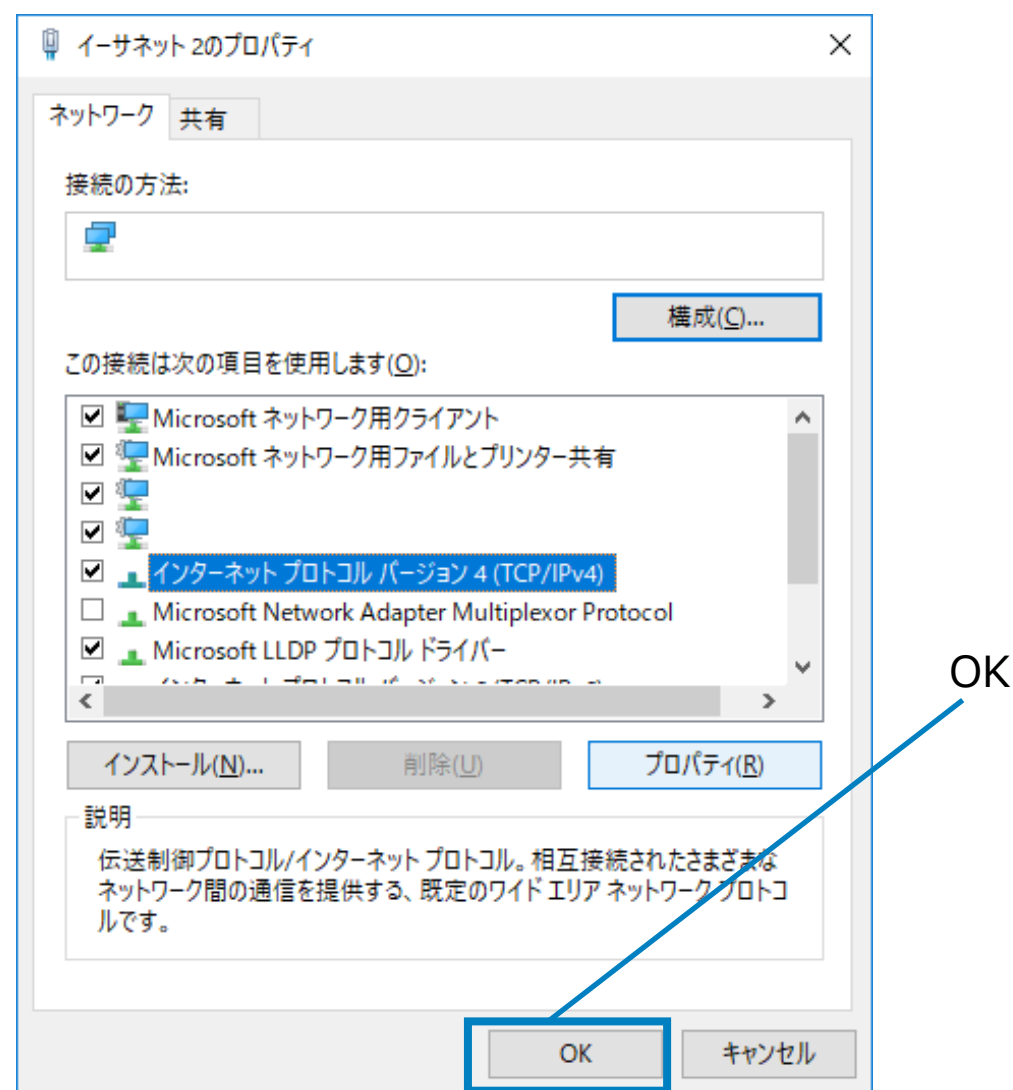 イーサネット 2のプロパティ
ネットワーク 共有
接続の方法:
構成(C)...
この接続は次の項目を使用します(O):
Microsoft ネットワーク用クライアント
Microsoft ネットワーク用ファイルとプリンター共有
インターネット プロトコル バージョン 4 (TCP/IPv4)
Microsoft Network Adapter Multiplexor Protocol
Microsoft LLDP プロトコル ドライバー
OK
インストール(N)... 削除(U) プロパティ(R)
説明
伝送制御プロトコル/インターネット プロトコル。相互接続されたさまざまな
ネットワーク間の通信を提供する、既定のワイド エリア ネットワーク プロトコ
ルです。
OK キャンセル